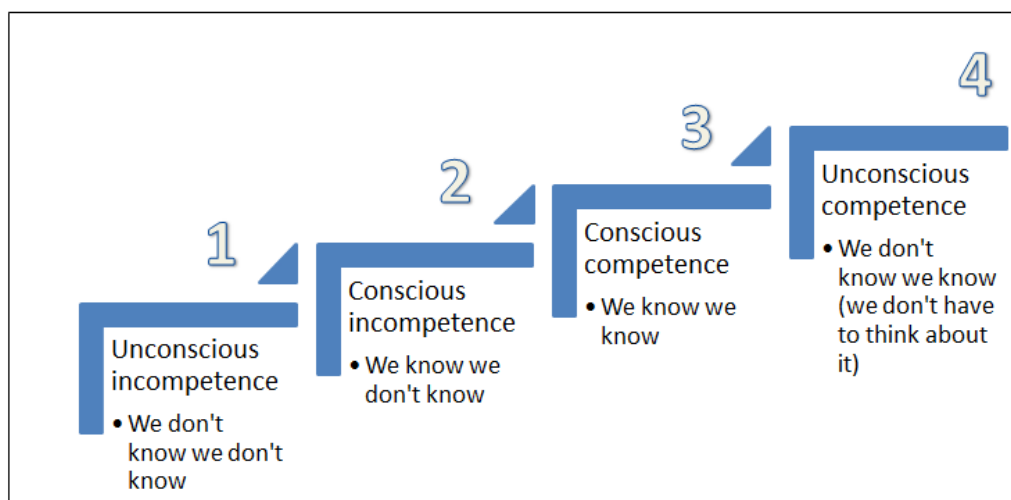 1
Unconscious
incompetence
• We don't
know we don't
know
2
Conscious
incompetence
• We know we
don't know
3
Conscious
competence
• We know we
know
4
Unconscious
competence
• We don't
know we know
(we don't have
to think about
it)